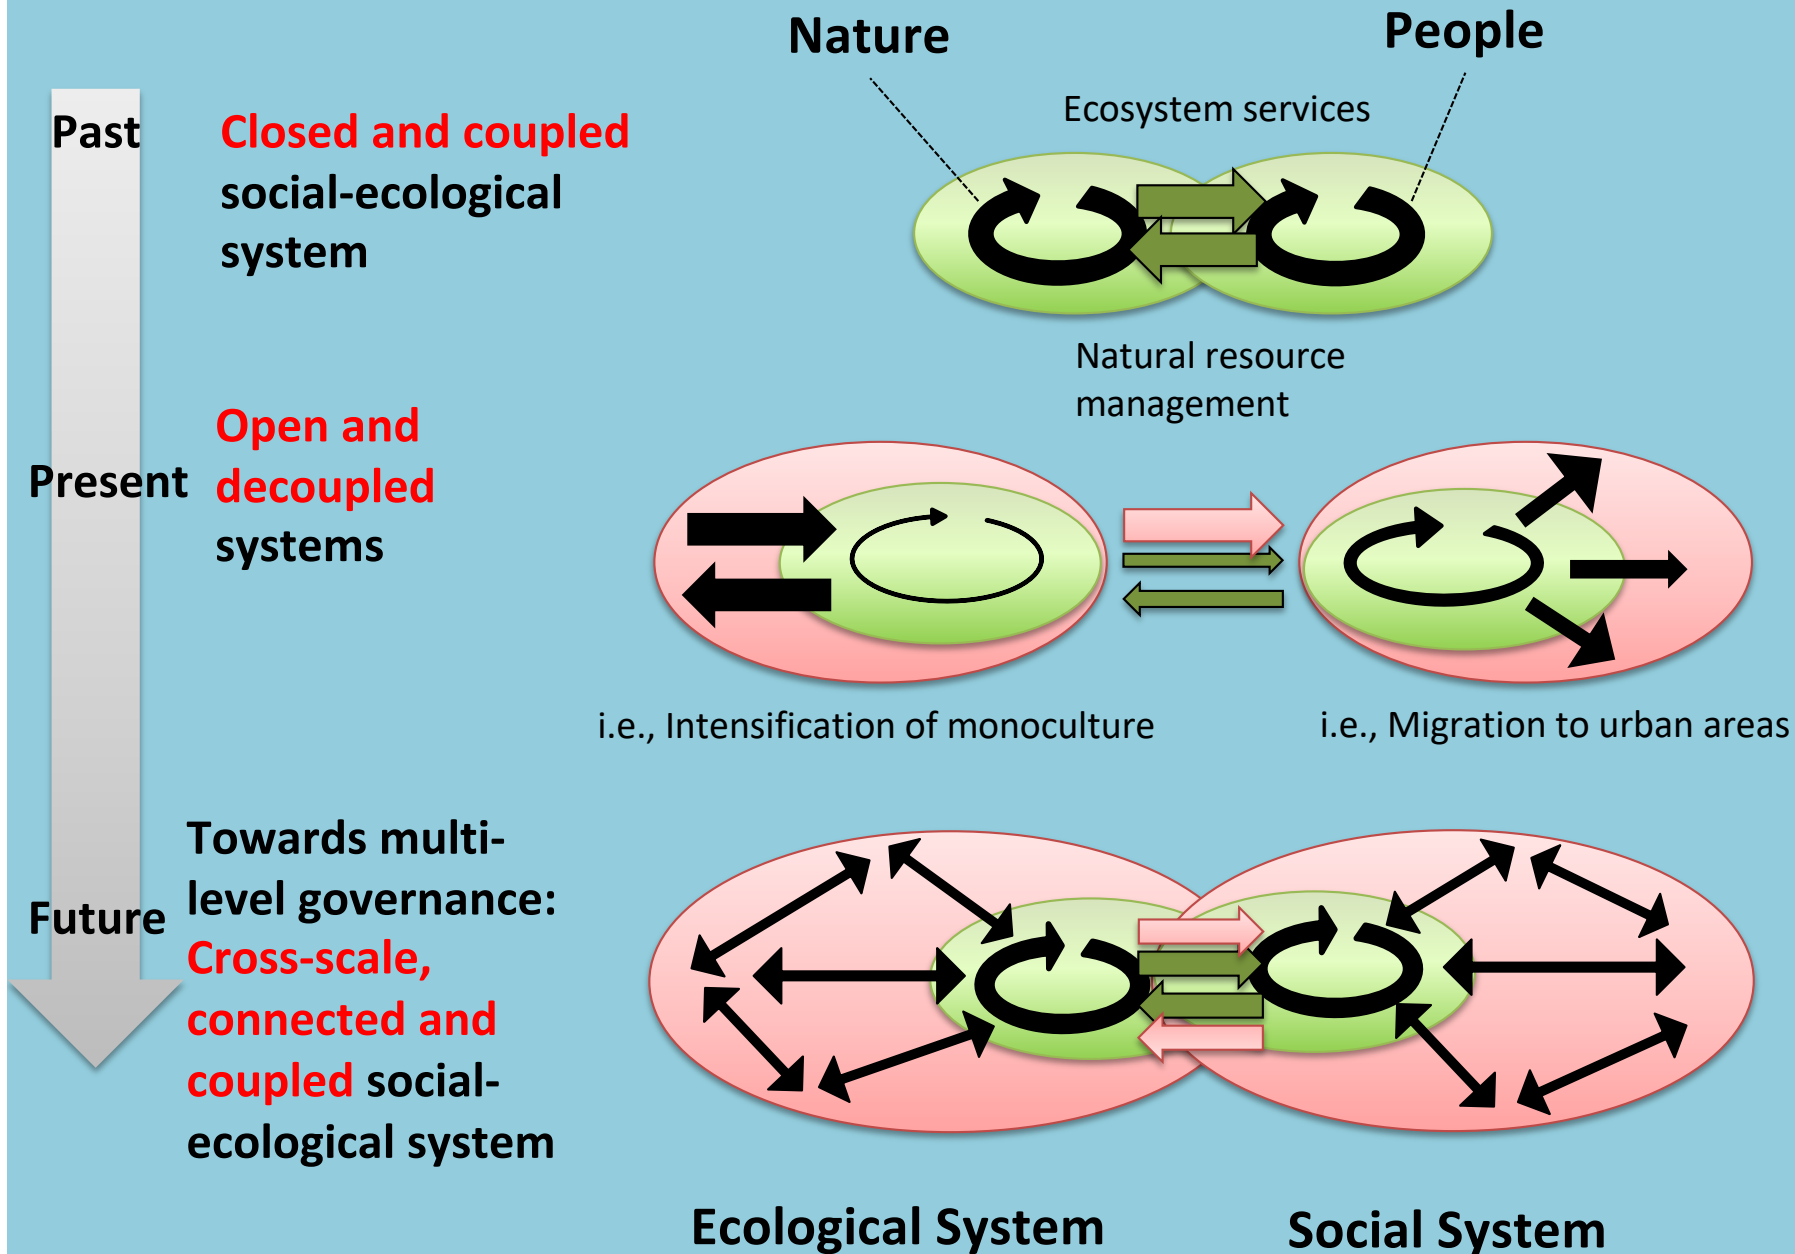 Nature
People
Past
Closed and coupled
social-ecological
system
Ecosystem services
Natural resource
management
Present
Open and
decoupled
systems
i.e., Intensification of monoculture
i.e., Migration to urban areas
Future
Towards multi-
level governance:
Cross-scale,
connected and
coupled social-
ecological system
Ecological System
Social System